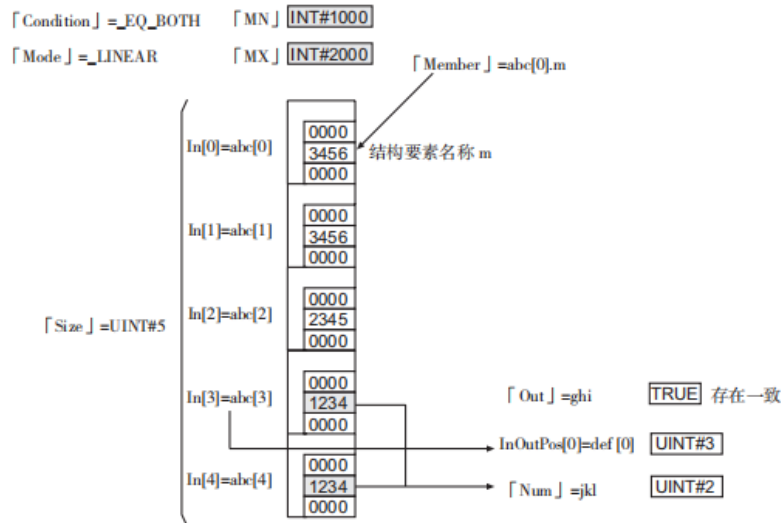 「Condition」=_EQ_BOTH 「MN」 INT#1000
「Mode」=_LINEAR 「MX」 INT#2000
「Member」=abc[0].m
0000
In[0]=abc[0] 3456 结构要素名称 m
0000
0000
In[1]=abc[1] 3456
0000
0000
In[2]=abc[2] 2345
「Size」=UINT#5
0000
0000
In[3]=abc[3] 1234 「Out」=ghi TRUE 存在一致
0000
InOutPos[0]=def [0] UINT#3
0000
In[4]=abc[4] 1234 「Num」=jkl UINT#2
0000